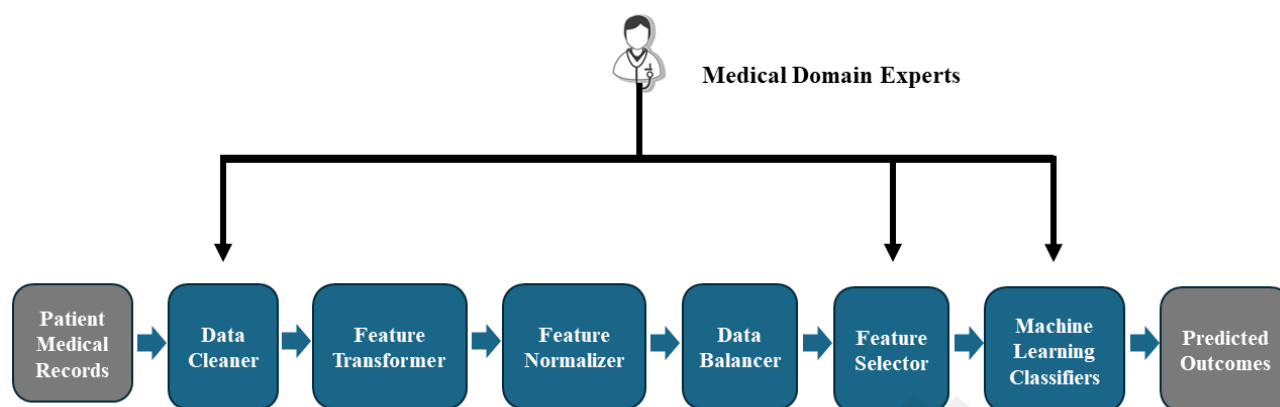 Medical Domain Experts
Patient
Medical
Records
Data
Cleaner
Feature
Transformer
Feature
Normalizer
Data
Balancer
Feature
Selector
Machine
Learning
Classifiers
Predicted
Outcomes